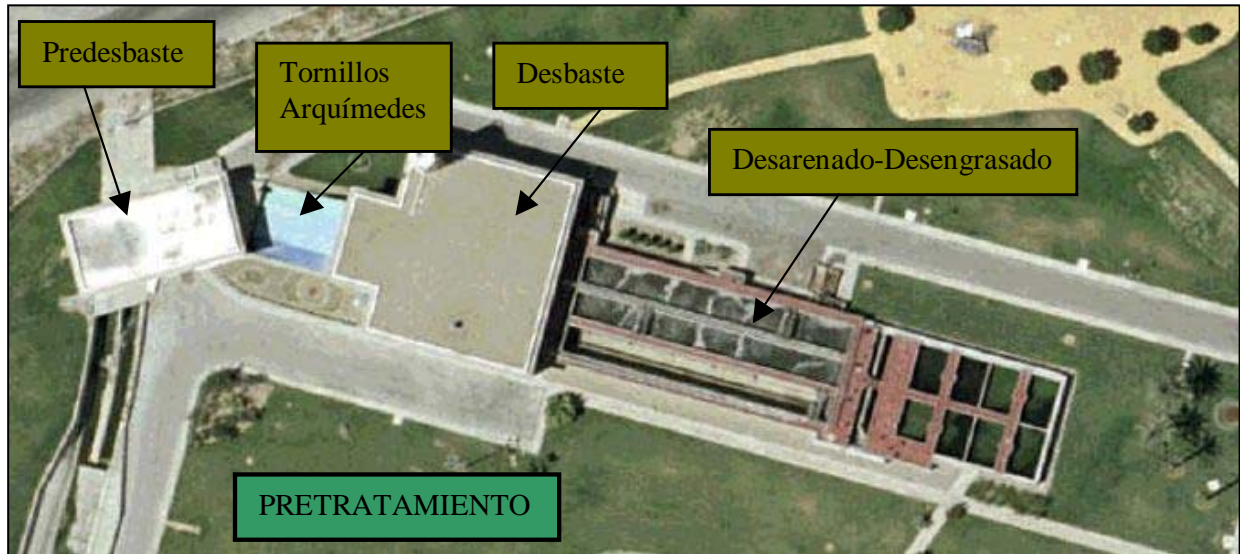 Predesbaste
Tornillos
Arquímedes
Desbaste
Desarenado-Desengrasado
PRETRATAMIENTO